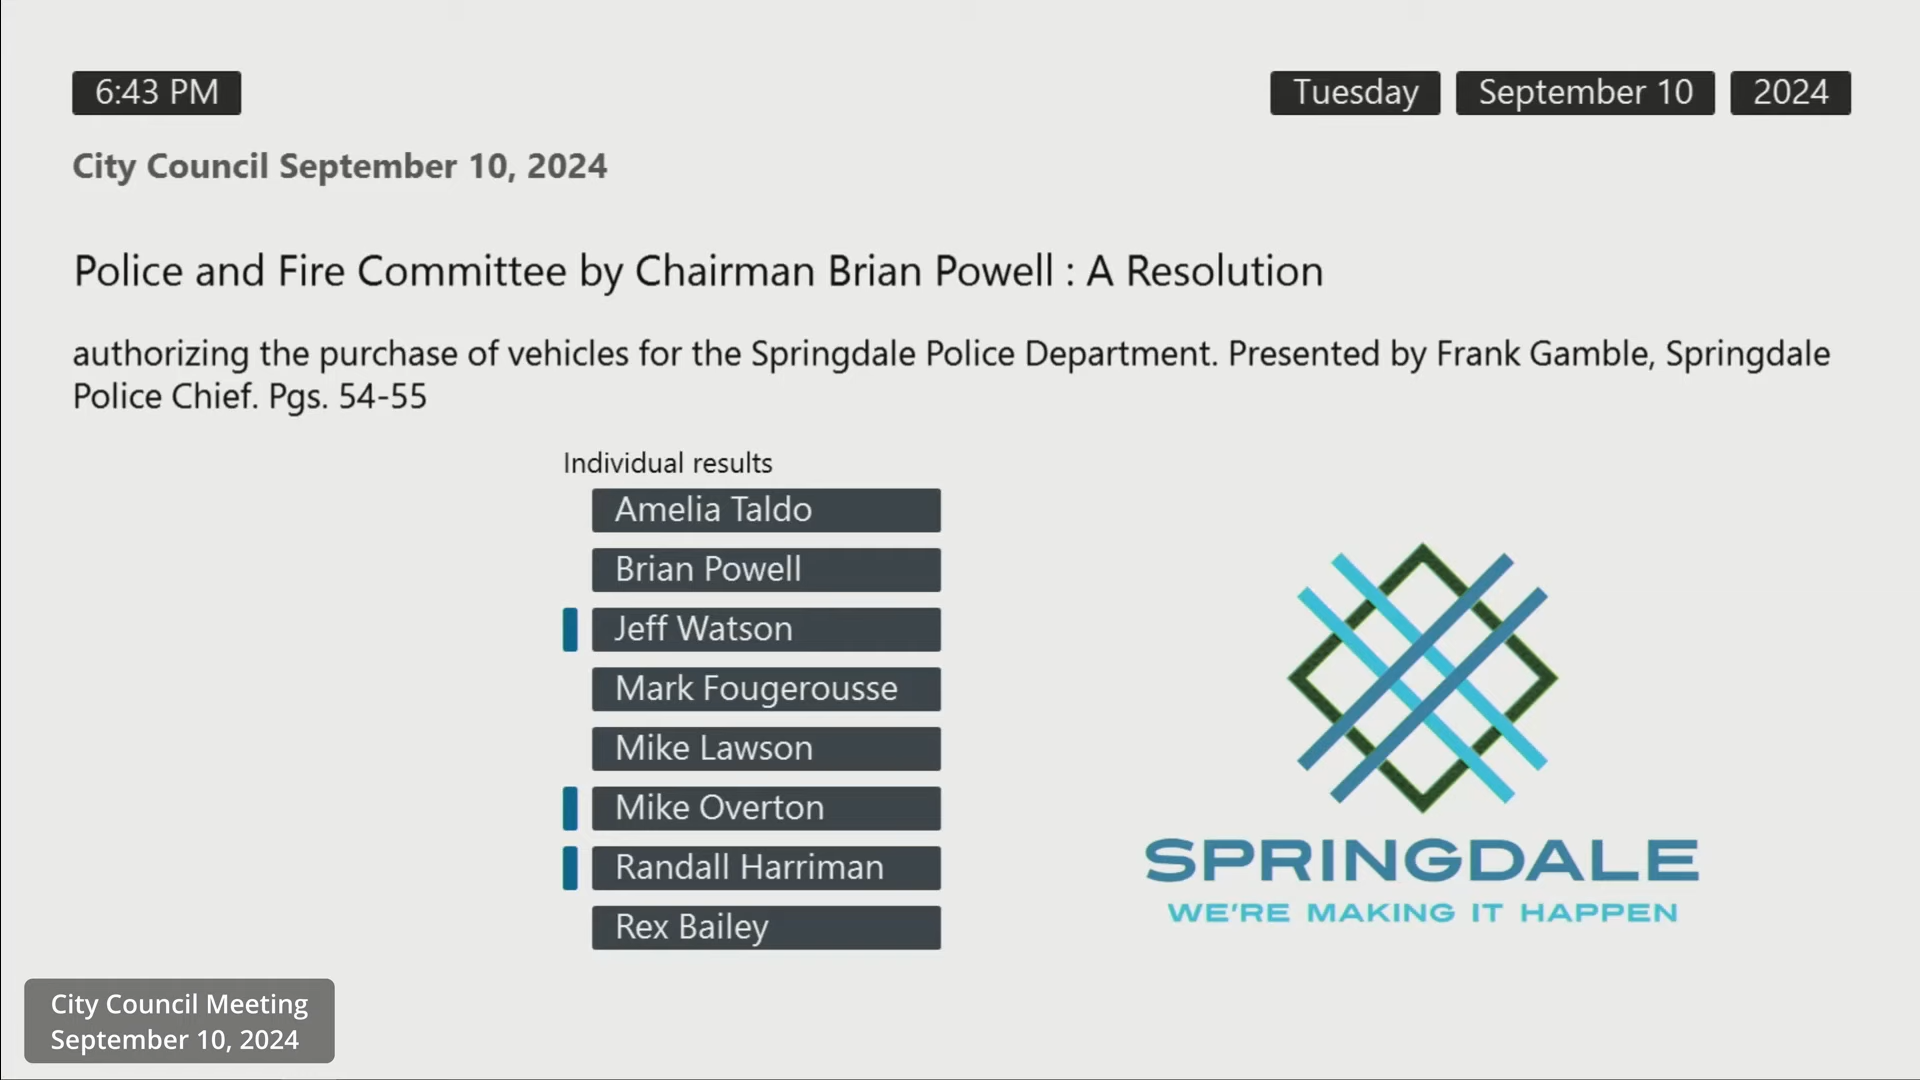 6:43 PM
Tuesday September 10 2024
City Council September 10, 2024
Police and Fire Committee by Chairman Brian Powell : A Resolution
authorizing the purchase of vehicles for the Springdale Police Department. Presented by Frank Gamble, Springdale
Police Chief. Pgs. 54-55
Individual results
Amelia Taldo
Brian Powell
Jeff Watson
Mark Fougerousse
Mike Lawson
Mike Overton
Randall Harriman
Rex Bailey
SPRINGDALE
WE'RE MAKING IT HAPPEN
City Council Meeting
September 10, 2024